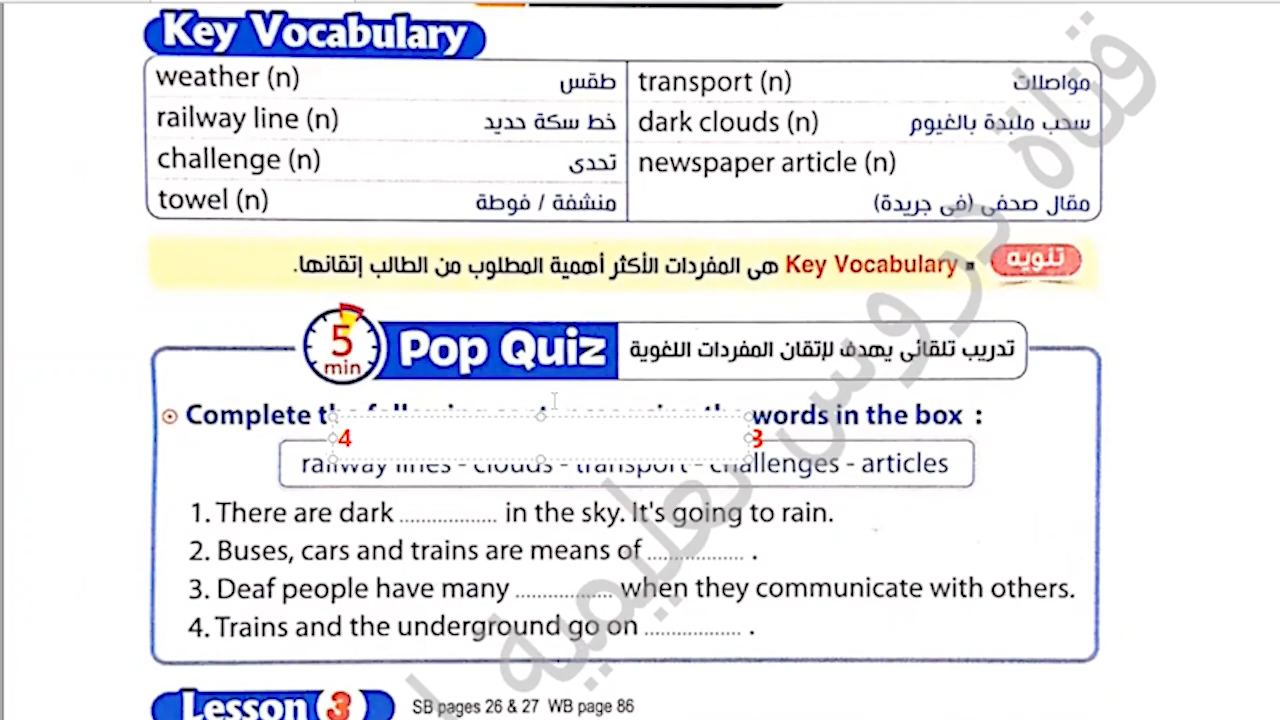 Key Vocabulary
weather (n) طقس
railway line (n) خط سكة حديد
challenge (n) تحدى
towel (n) منشفة / فوطة
transport (n) مواصلات
dark clouds (n) سحب ملبدة بالغيوم
newspaper article (n)
مقال صحفى (فى جريدة)
تنويه
▪ Key Vocabulary هى المفردات الأكثر أهمية المطلوب من الطالب إتقانها.
5 min
Pop Quiz تدريب تلقائى يهدف لإتقان المفردات اللغوية
Complete words in the box :
4 3
railway lines - clouds - transport - challenges - articles
1. There are dark .................. in the sky. It's going to rain.
2. Buses, cars and trains are means of .................. .
3. Deaf people have many .................. when they communicate with others.
4. Trains and the underground go on .................. .
Lesson 3 SB pages 26 & 27 WB page 86
قناة دروس تعليمية